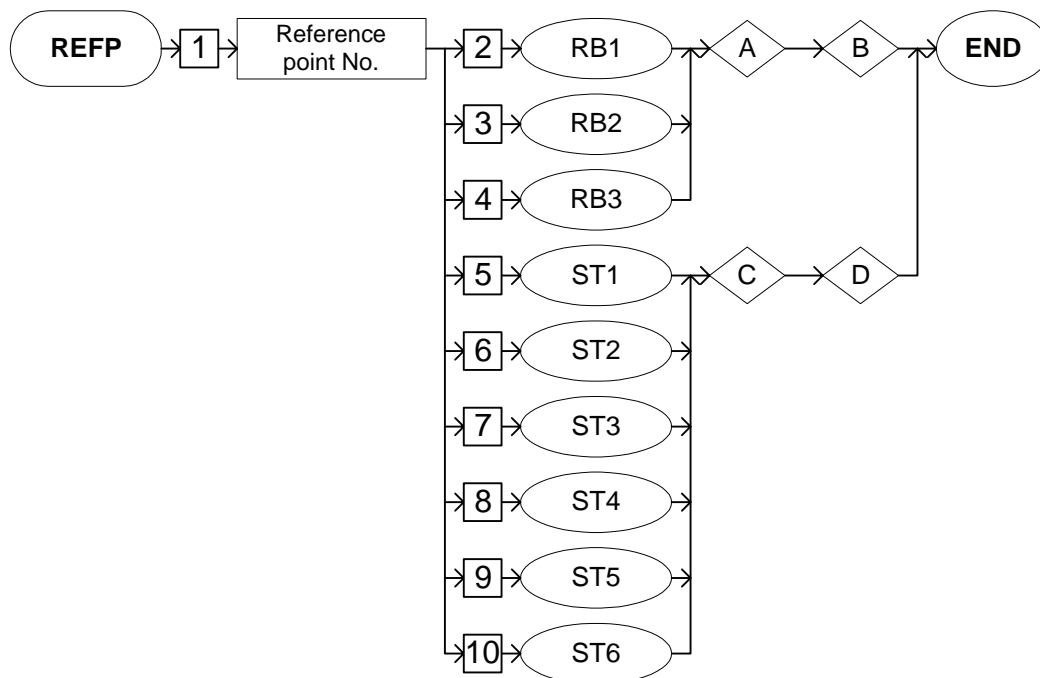 REFP
1
Reference
point No.
2
RB1
A
B
END
3
RB2
4
RB3
5
ST1
C
D
6
ST2
7
ST3
8
ST4
9
ST5
10
ST6